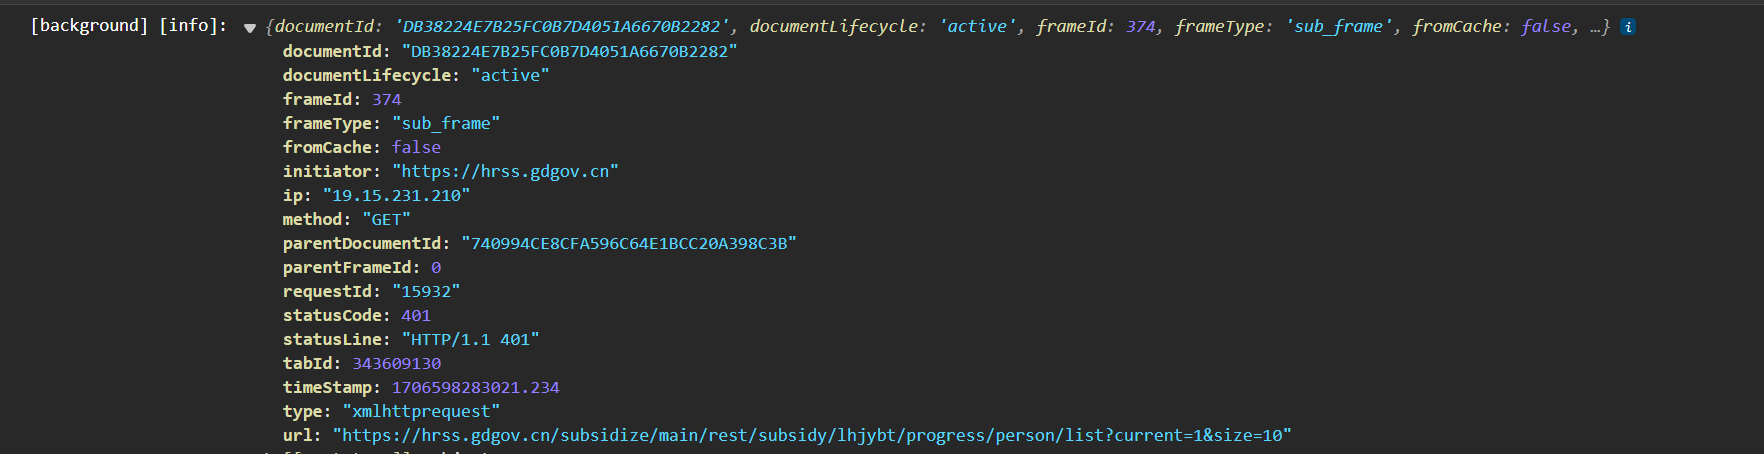 [background] [info]: ▼ {documentId: 'DB38224E7B25FC0B7D4051A6670B2282', documentLifecycle: 'active', frameId: 374, frameType: 'sub_frame', fromCache: false, …} i
documentId: "DB38224E7B25FC0B7D4051A6670B2282"
documentLifecycle: "active"
frameId: 374
frameType: "sub_frame"
fromCache: false
initiator: "https://hrss.gdgov.cn"
ip: "19.15.231.210"
method: "GET"
parentDocumentId: "740994CE8CFA596C64E1BCC20A398C3B"
parentFrameId: 0
requestId: "15932"
statusCode: 401
statusLine: "HTTP/1.1 401"
tabId: 343609130
timeStamp: 1706598283021.234
type: "xmlhttprequest"
url: "https://hrss.gdgov.cn/subsidize/main/rest/subsidy/lhjybt/progress/person/list?current=1&size=10"